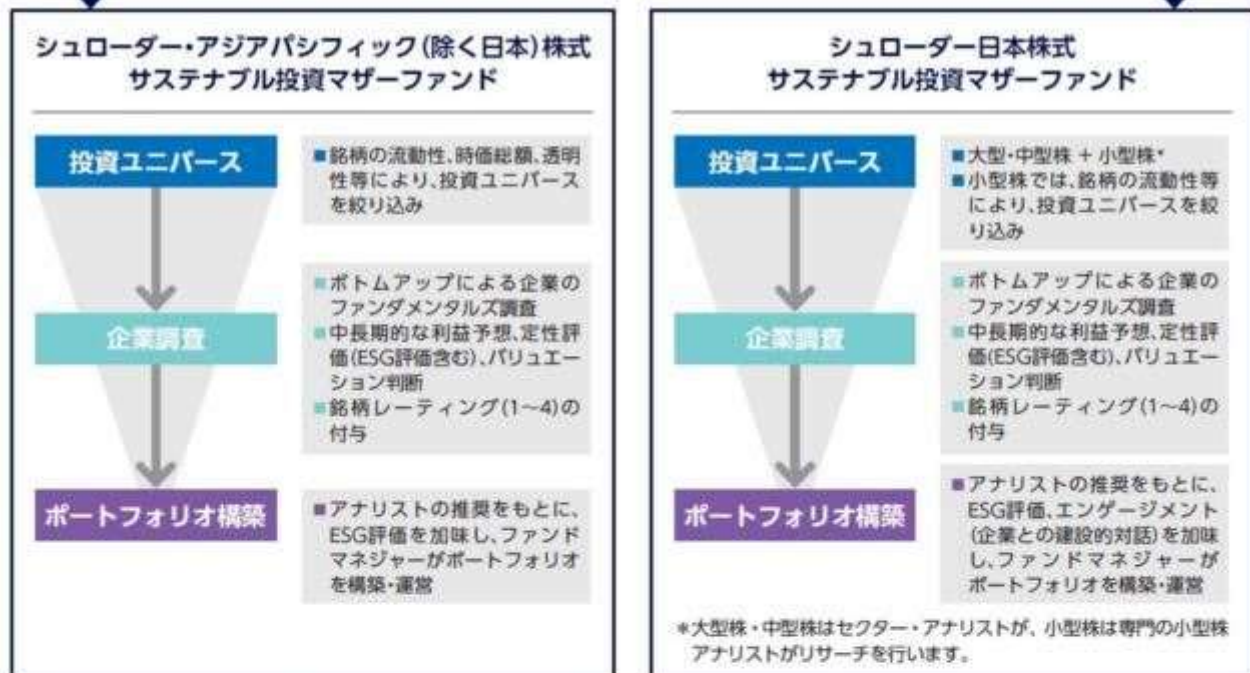 シュローダー・アジアパシフィック(除く日本)株式
サステナブル投資マザーファンド
投資ユニバース
■銘柄の流動性、時価総額、透明
性等により、投資ユニバース
を絞り込み
企業調査
■ボトムアップによる企業の
ファンダメンタルズ調査
■中長期的な利益予想、定性評
価(ESG評価含む)、バリュエー
ション判断
■銘柄レーティング(1～4)の
付与
ポートフォリオ構築
■アナリストの推奨をもとに、
ESG評価を加味し、ファンド
マネジャーがポートフォリオ
を構築・運営
シュローダー日本株式
サステナブル投資マザーファンド
投資ユニバース
■大型・中型株 + 小型株*
■小型株では、銘柄の流動性等
により、投資ユニバースを絞
り込み
企業調査
■ボトムアップによる企業の
ファンダメンタルズ調査
■中長期的な利益予想、定性評
価(ESG評価含む)、バリュエー
ション判断
■銘柄レーティング(1～4)の
付与
ポートフォリオ構築
■アナリストの推奨をもとに、
ESG評価、エンゲージメント
(企業との建設的対話)を加味
し、ファンドマネジャーが
ポートフォリオを構築・運営
*大型株・中型株はセクター・アナリストが、小型株は専門の小型株
アナリストがリサーチを行います。